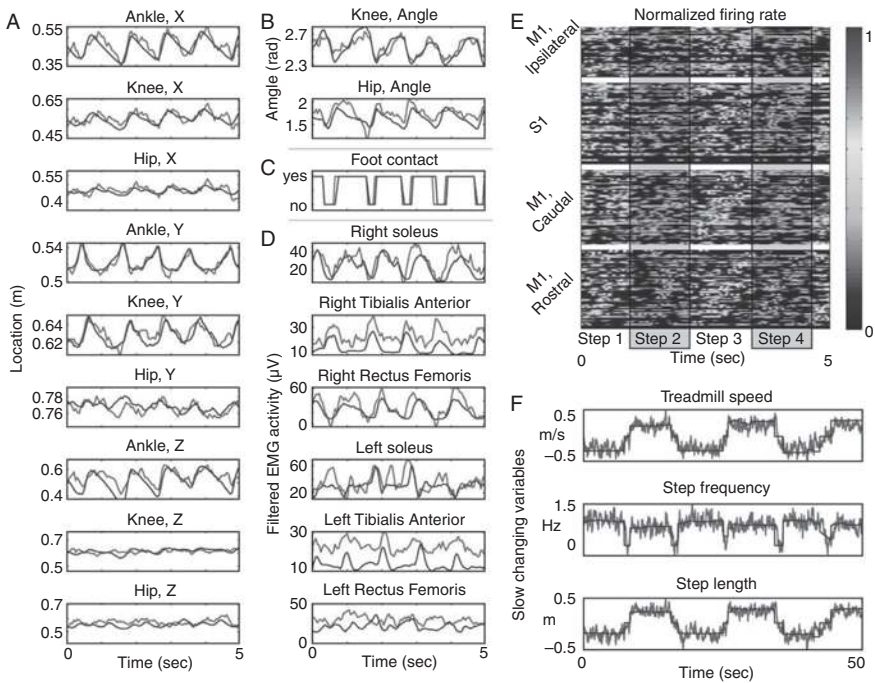 A
Location (m)
Ankle, X
0.55
0.35
Knee, X
0.65
0.45
Hip, X
0.55
0.4
Ankle, Y
0.54
0.5
Knee, Y
0.64
0.62
Hip, Y
0.78
0.76
Ankle, Z
0.6
0.4
Knee, Z
0.7
0.5
Hip, Z
0.7
0.5
0
5
Time (sec)
B
Amgle (rad)
Knee, Angle
2.7
2.3
Hip, Angle
2
1.5
C
Foot contact
yes
no
D
Filtered EMG activity (μV)
Right soleus
40
20
Right Tibialis Anterior
30
10
Right Rectus Femoris
60
0
Left soleus
60
20
Left Tibialis Anterior
30
10
Left Rectus Femoris
50
0
0
5
Time (sec)
E
Normalized firing rate
M1, Ipsilateral
S1
M1, Caudal
M1, Rostral
1
0
Step 1
Step 2
Step 3
Step 4
0
Time (sec)
5
F
Slow changing variables
Treadmill speed
0.5
m/s
−0.5
Step frequency
1.5
Hz
0
Step length
0.5
m
−0.5
0
50
Time (sec)